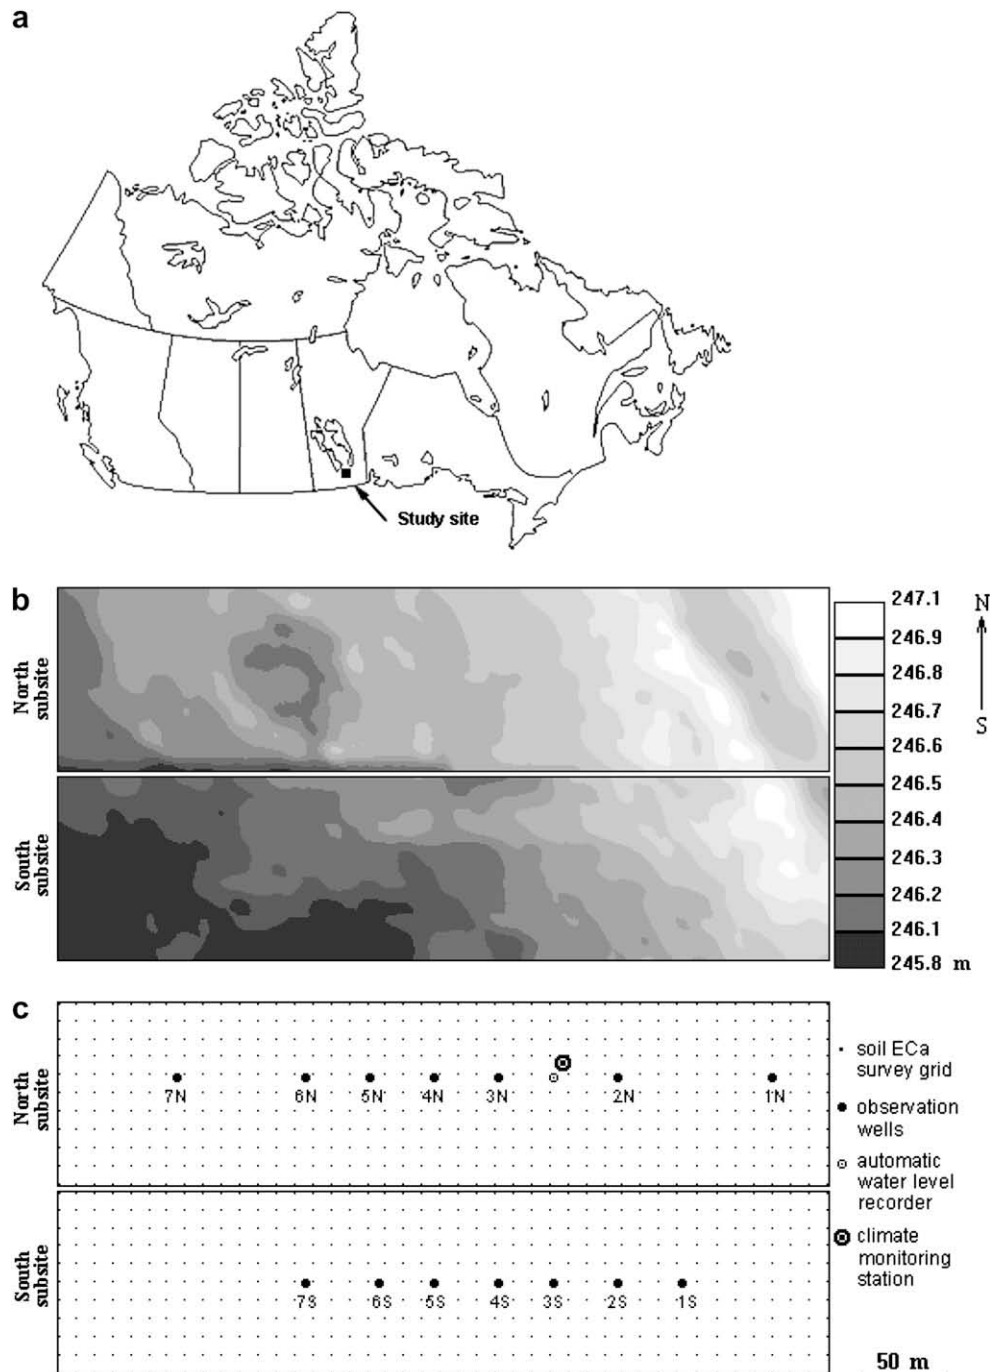 a
Study site
b
North
subsite
South
subsite
247.1
246.9
246.8
246.7
246.6
246.5
246.4
246.3
246.2
246.1
245.8 m
N
S
c
North
subsite
7N
6N
5N
4N
3N
2N
1N
South
subsite
7S
6S
5S
4S
3S
2S
1S
soil ECa
survey grid
observation
wells
automatic
water level
recorder
climate
monitoring
station
50 m